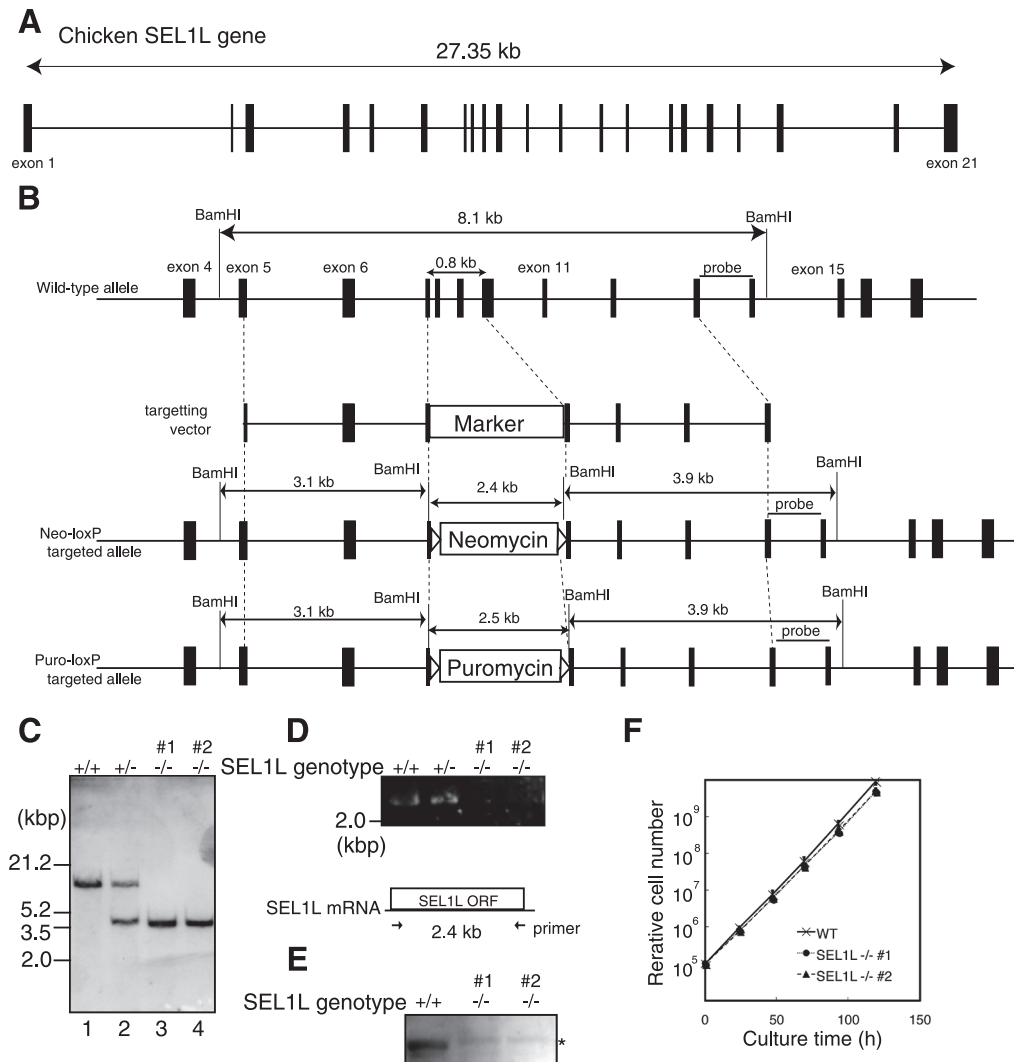 A
Chicken SEL1L gene
27.35 kb
exon 1
exon 21
B
BamHI
8.1 kb
BamHI
exon 4
exon 5
exon 6
0.8 kb
exon 11
probe
exon 15
Wild-type allele
targetting
vector
Marker
BamHI
3.1 kb
BamHI
2.4 kb
BamHI
3.9 kb
BamHI
probe
Neo-loxP
targeted allele
Neomycin
BamHI
3.1 kb
BamHI
2.5 kb
BamHI
3.9 kb
BamHI
probe
Puro-loxP
targeted allele
Puromycin
C
#1 #2
+/+ +/- -/- -/-
SEL1L genotype
(kbp)
21.2
5.2
3.5
2.0
1 2 3 4
D
#1 #2
+/+ +/- -/- -/-
2.0
(kbp)
SEL1L mRNA
SEL1L ORF
2.4 kb
primer
E
SEL1L genotype
#1 #2
+/+ -/- -/-
*
F
Rerative cell number
10^9
10^8
10^7
10^6
10^5
WT
SEL1L -/- #1
SEL1L -/- #2
0 50 100 150
Culture time (h)